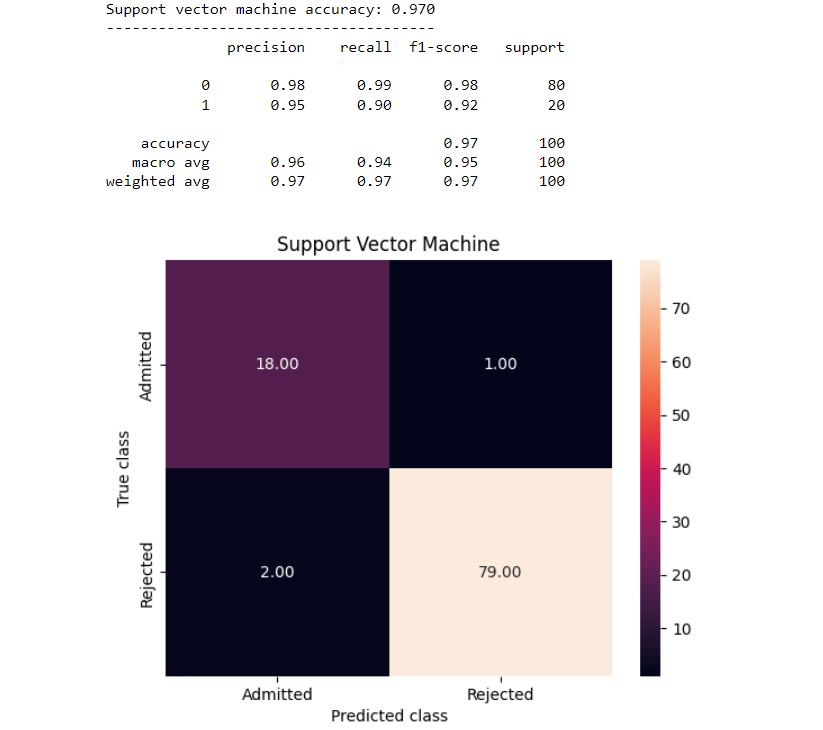 Support vector machine accuracy: 0.970
--------------------------------------
precision recall f1-score support
0 0.98 0.99 0.98 80
1 0.95 0.90 0.92 20
accuracy 0.97 100
macro avg 0.96 0.94 0.95 100
weighted avg 0.97 0.97 0.97 100
Support Vector Machine
True class
Admitted
Rejected
18.00 1.00
2.00 79.00
Admitted Rejected
Predicted class
70
60
50
40
30
20
10